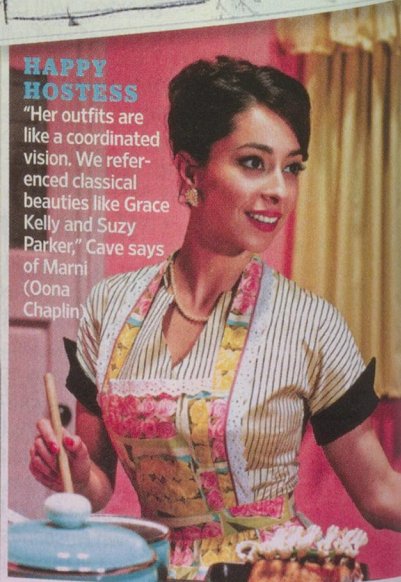 HAPPY
HOSTESS
“Her outfits are
like a coordinated
vision. We refer-
enced classical
beauties like Grace
Kelly and Suzy
Parker,” Cave says
of Marni
(Oona
Chaplin)